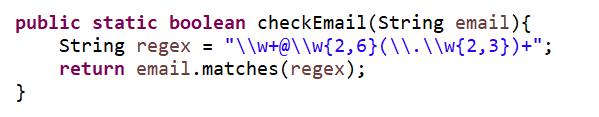 public static boolean checkEmail(String email){
    String regex = "\\w+@\\w{2,6}(\\.\\w{2,3})+";
    return email.matches(regex);
}